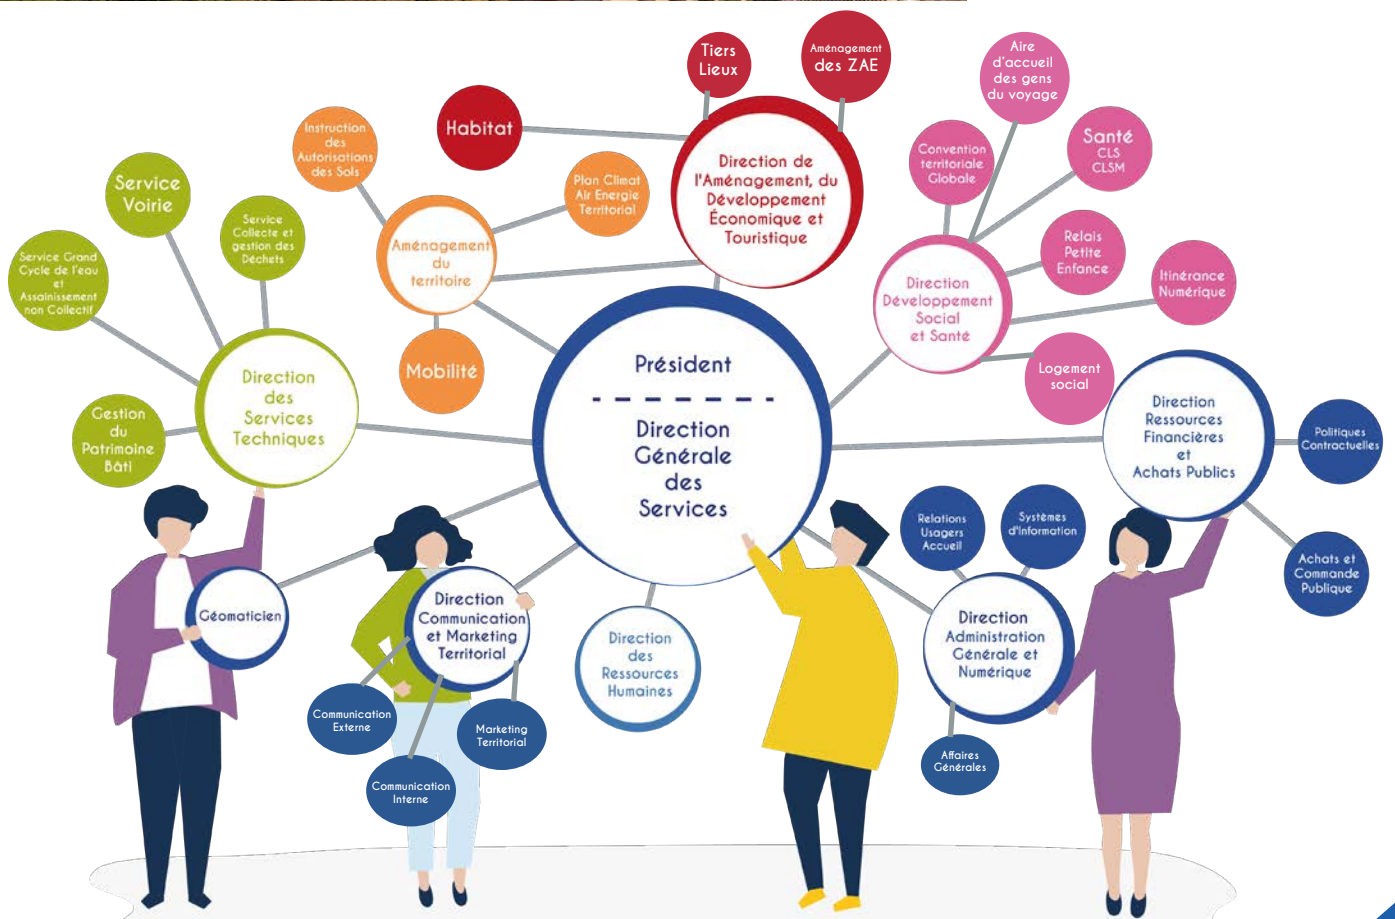 Tiers
Lieux
Aménagement
des ZAE
Aire
d'accueil
des gens
du voyage
Habitat
Instruction
des
Autorisations
des Sols
Plan Climat
Air Energie
Territorial
Direction de
l'Aménagement, du
Développement
Économique et
Touristique
Convention
territoriale
Globale
Santé
CLS
CLSM
Service
Voirie
Service
Collecte et
gestion des
Déchets
Service Grand
Cycle de l'eau
et
Assainissement
non Collectif
Aménagement
du
territoire
Relais
Petite
Enfance
Itinérance
Numérique
Direction
Développement
Social
et Santé
Mobilité
Logement
social
Président
Direction
Générale
des
Services
Direction
des
Services
Techniques
Gestion
du
Patrimoine
Bâti
Direction
Ressources
Financières
et
Achats Publics
Politiques
Contractuelles
Achats et
Commande
Publique
Relations
Usagers
Accueil
Systèmes
d'Information
Géomaticien
Direction
Communication
et Marketing
Territorial
Direction
des
Ressources
Humaines
Direction
Administration
Générale et
Numérique
Communication
Externe
Marketing
Territorial
Communication
Interne
Affaires
Générales